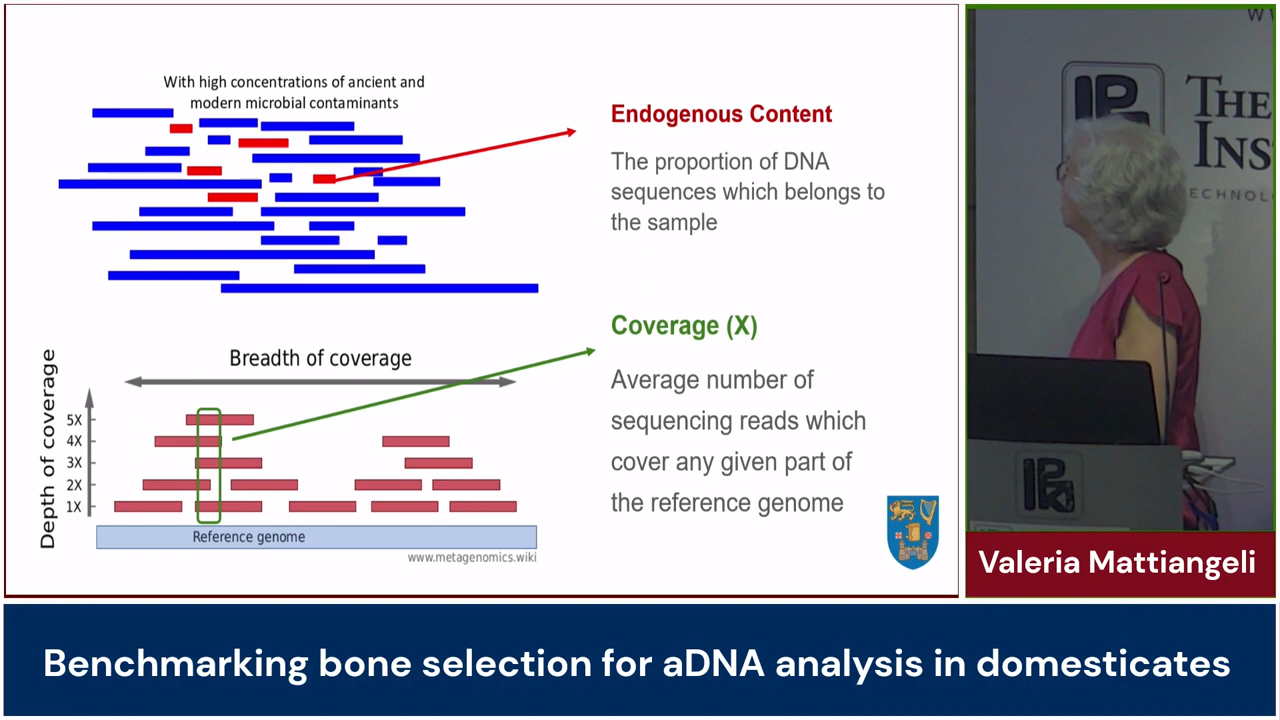 With high concentrations of ancient and
modern microbial contaminants
Endogenous Content
The proportion of DNA
sequences which belongs to
the sample
Coverage (X)
Average number of
sequencing reads which
cover any given part of
the reference genome
Breadth of coverage
Depth of coverage
5X
4X
3X
2X
1X
Reference genome
www.metagenomics.wiki
THE
INS
ECHNOL
Valeria Mattiangeli
Benchmarking bone selection for aDNA analysis in domesticates